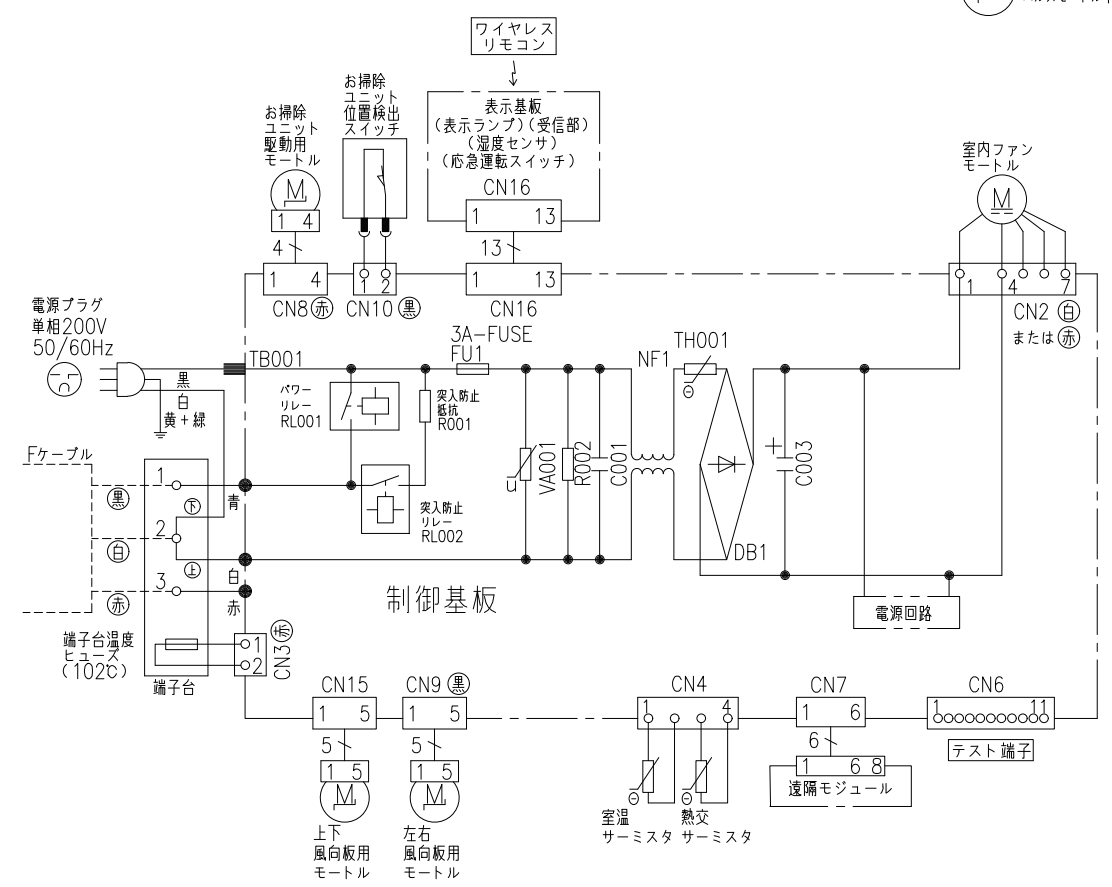 ワイヤレス
リモコン
お掃除
ユニット
位置検出
スイッチ
お掃除
ユニット
駆動用
モートル
M
1 4
4
表示基板
(表示ランプ)(受信部)
(湿度センサ)
(応急運転スイッチ)
CN16
1 13
13
室内ファン
モートル
M
1 4
CN8赤
1 2
CN10黒
1 13
CN16
1 4 7
CN2白
または赤
電源プラグ
単相200V
50/60Hz
黒
白
黄+緑
TB001
3A-FUSE
FU1
パワー
リレー
RL001
突入防止
抵抗
R001
突入防止
リレー
RL002
VA001
R002
C001
NF1
TH001
DB1
C003
+
電源回路
Fケーブル
黒
白
赤
1
2
3
下
上
青
白
赤
制御基板
端子台温度
ヒューズ
(102℃)
端子台
1
2
CN3赤
CN15
1 5
5
1 5
M
上下
風向板用
モートル
CN9黒
1 5
5
1 5
M
左右
風向板用
モートル
CN4
1 4
室温
サーミスタ
熱交
サーミスタ
CN7
1 6
6
1 6 8
遠隔モジュール
CN6
1 11
テスト端子